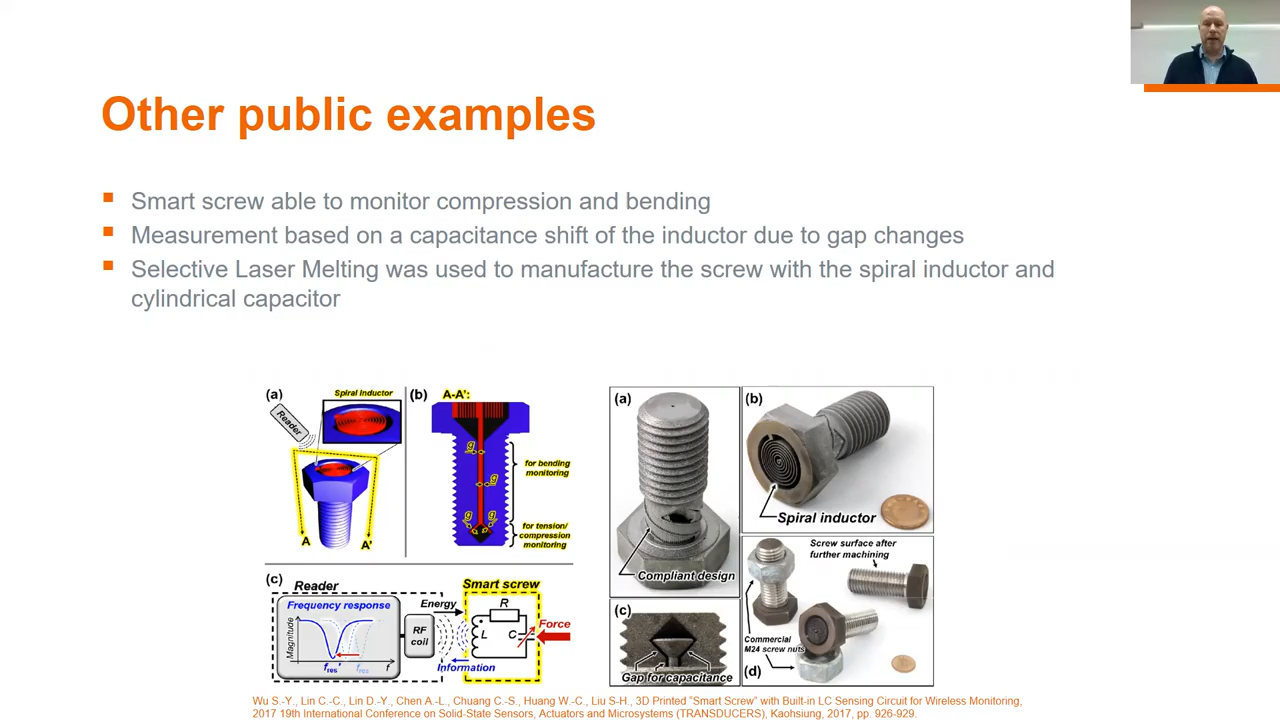 Other public examples
Smart screw able to monitor compression and bending
Measurement based on a capacitance shift of the inductor due to gap changes
Selective Laser Melting was used to manufacture the screw with the spiral inductor and
cylindrical capacitor
(a)
Spiral Inductor
Reader
A
A'
(b)
A-A':
g
g
g
g
for bending
monitoring
for tension/
compression
monitoring
(c)
Reader
Smart screw
Frequency response
Magnitude
fres'
fres
f
RF
coil
Energy
Information
R
L
C
Force
(a)
Compliant design
(b)
Spiral inductor
(c)
Gap for capacitance
Screw surface after
further machining
Commercial
M24 screw nuts
(d)
Wu S.-Y., Lin C.-C., Lin D.-Y., Chen A.-L., Chuang C.-S., Huang W.-C., Liu S-H., 3D Printed "Smart Screw" with Built-in LC Sensing Circuit for Wireless Monitoring,
2017 19th International Conference on Solid-State Sensors, Actuators and Microsystems (TRANSDUCERS), Kaohsiung, 2017, pp. 926-929.